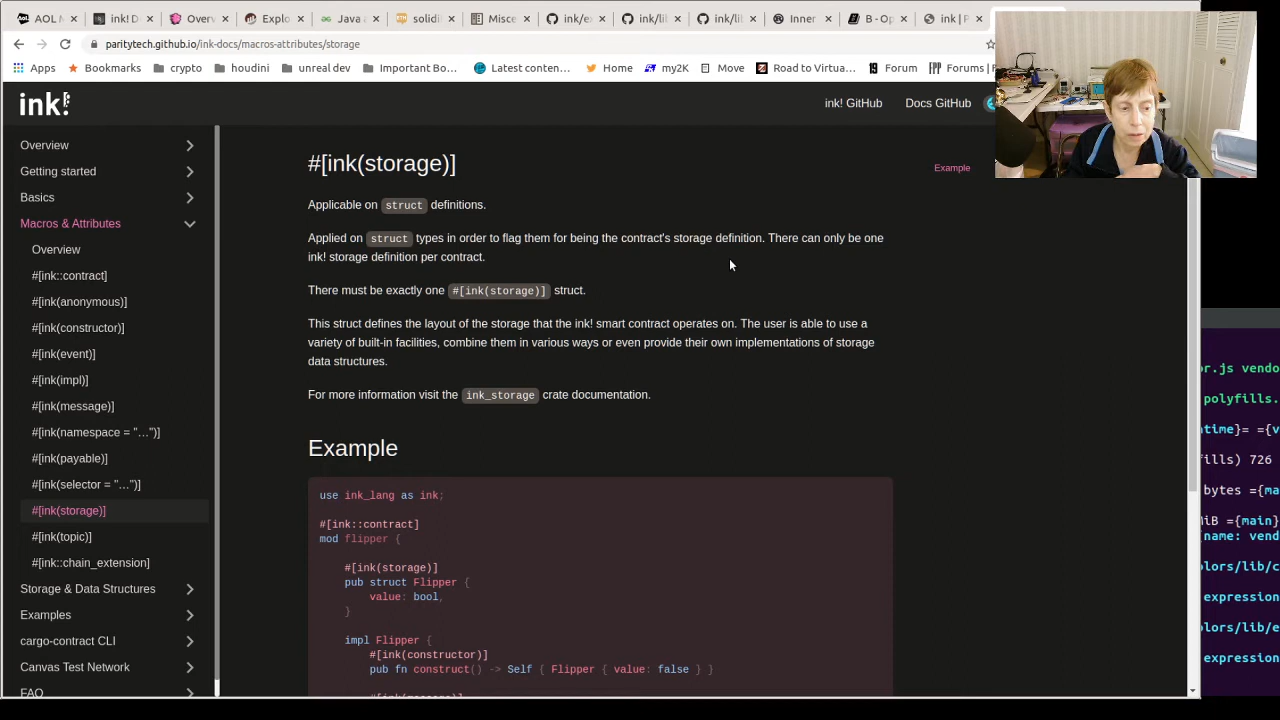 AOL M
ink! D
Overv
Explo
Java a
solidi
Misce
ink/e
ink/li
ink/li
Inner
B - Op
ink | P
paritytech.github.io/ink-docs/macros-attributes/storage
Apps
Bookmarks
crypto
houdini
unreal dev
Important Bo...
Latest conten...
Home
my2K
Move
Road to Virtua...
Forum
Forums | F
ink!
ink! GitHub
Docs GitHub
Overview
Getting started
Basics
Macros & Attributes
Overview
#[ink::contract]
#[ink(anonymous)]
#[ink(constructor)]
#[ink(event)]
#[ink(impl)]
#[ink(message)]
#[ink(namespace = "…")]
#[ink(payable)]
#[ink(selector = "…")]
#[ink(storage)]
#[ink(topic)]
#[ink::chain_extension]
Storage & Data Structures
Examples
cargo-contract CLI
Canvas Test Network
FAQ
#[ink(storage)]
Applicable on struct definitions.
Applied on struct types in order to flag them for being the contract's storage definition. There can only be one
ink! storage definition per contract.
There must be exactly one #[ink(storage)] struct.
This struct defines the layout of the storage that the ink! smart contract operates on. The user is able to use a
variety of built-in facilities, combine them in various ways or even provide their own implementations of storage
data structures.
For more information visit the ink_storage crate documentation.
Example
use ink_lang as ink;
#[ink::contract]
mod flipper {
#[ink(storage)]
pub struct Flipper {
value: bool,
}
impl Flipper {
#[ink(constructor)]
pub fn construct() -> Self { Flipper { value: false } }
Example
or.js vendo
polyfills.
ntime}= ={v
fills) 726
bytes ={ma
MiB ={main}
[name: vend
olors/lib/c
expression
olors/lib/e
expression